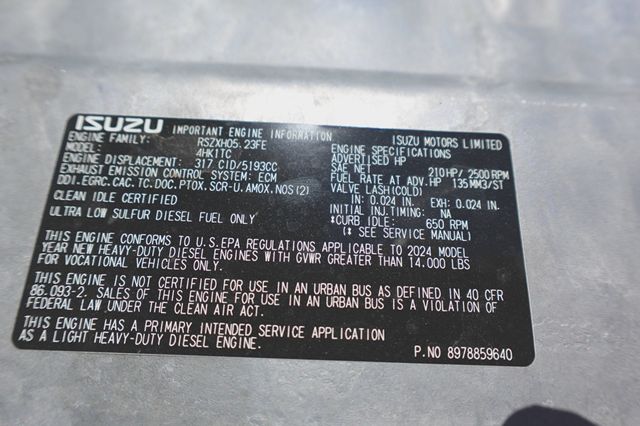 ISUZU IMPORTANT ENGINE INFORMATION ISUZU MOTORS LIMITED
ENGINE FAMILY: RSZXH05.23FE
MODEL: 4HK1TC
DISPLACEMENT: 317 CID/5193CC
EXHAUST EMISSION CONTROL SYSTEM: ECM
DDI.EGRC.CAC.TC.DOC.PTOX.SCR-U.AMOX.NOS(2)
CLEAN IDLE CERTIFIED
ULTRA LOW SULFUR DIESEL FUEL ONLY
ENGINE SPECIFICATIONS
ADVERTISED HP
SAE NET 210 HP/ 2500 RPM
FUEL RATE AT ADV. HP 135 MM3/ST
VALVE LASH(COLD)
IN: 0.024 IN. EXH: 0.024 IN.
INITIAL INJ. TIMING: NA
*CURB IDLE: 650 RPM
(* SEE SERVICE MANUAL)
THIS ENGINE CONFORMS TO U.S.EPA REGULATIONS APPLICABLE TO 2024 MODEL
YEAR NEW HEAVY-DUTY DIESEL ENGINES WITH GVWR GREATER THAN 14,000 LBS
FOR VOCATIONAL VEHICLES ONLY.
THIS ENGINE IS NOT CERTIFIED FOR USE IN AN URBAN BUS AS DEFINED IN 40 CFR
86.093-2. SALES OF THIS ENGINE FOR USE IN AN URBAN BUS IS A VIOLATION OF
FEDERAL LAW UNDER THE CLEAN AIR ACT.
THIS ENGINE HAS A PRIMARY INTENDED SERVICE APPLICATION
AS A LIGHT HEAVY-DUTY DIESEL ENGINE.
P.NO 8978859640